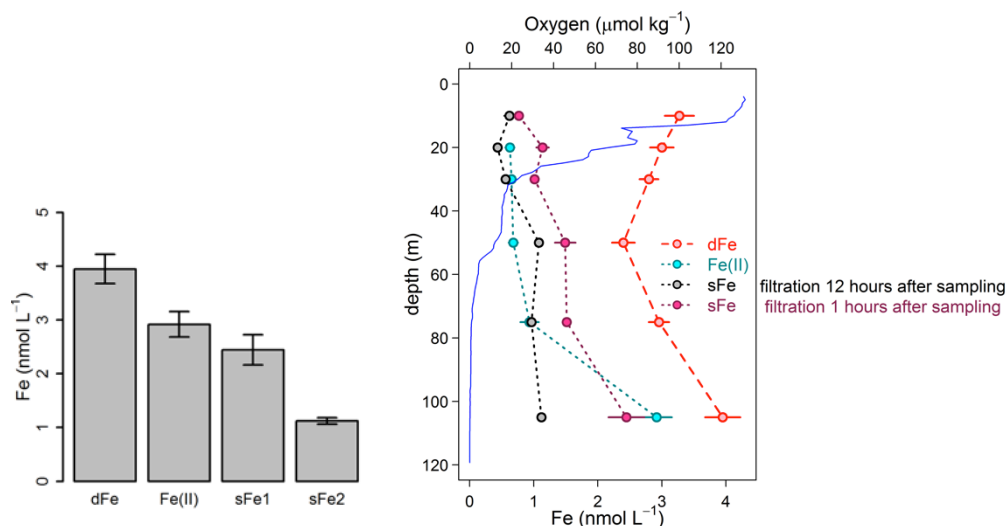 Fe (nmol L⁻¹)
5
4
3
2
1
0
dFe Fe(II) sFe1 sFe2
Oxygen (μmol kg⁻¹)
0 20 40 60 80 100 120
depth (m)
0
20
40
60
80
100
120
dFe
Fe(II)
sFe filtration 12 hours after sampling
sFe filtration 1 hours after sampling
0 1 2 3 4
Fe (nmol L⁻¹)